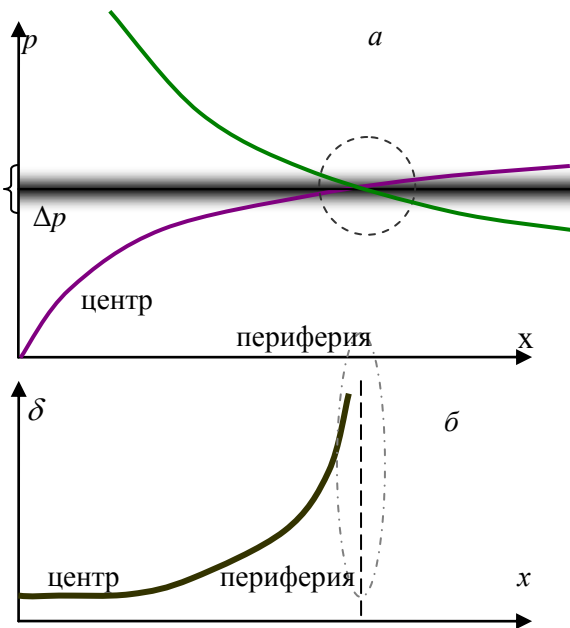 p
а
Δp
центр
периферия
x
δ
б
центр
периферия
x